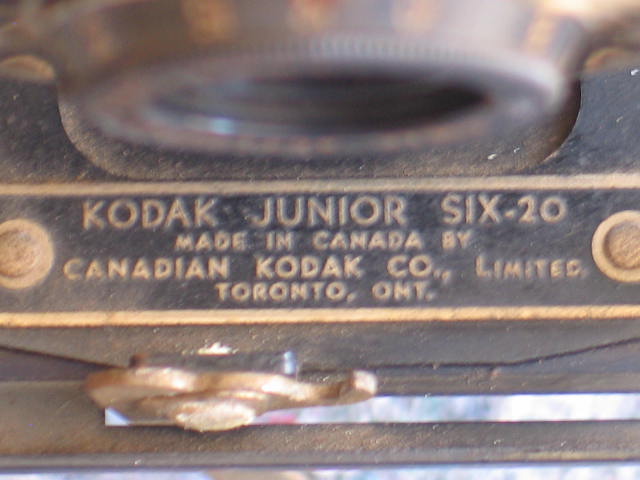 KODAK JUNIOR SIX-20
MADE IN CANADA BY
CANADIAN KODAK CO., LIMITED.
TORONTO, ONT.